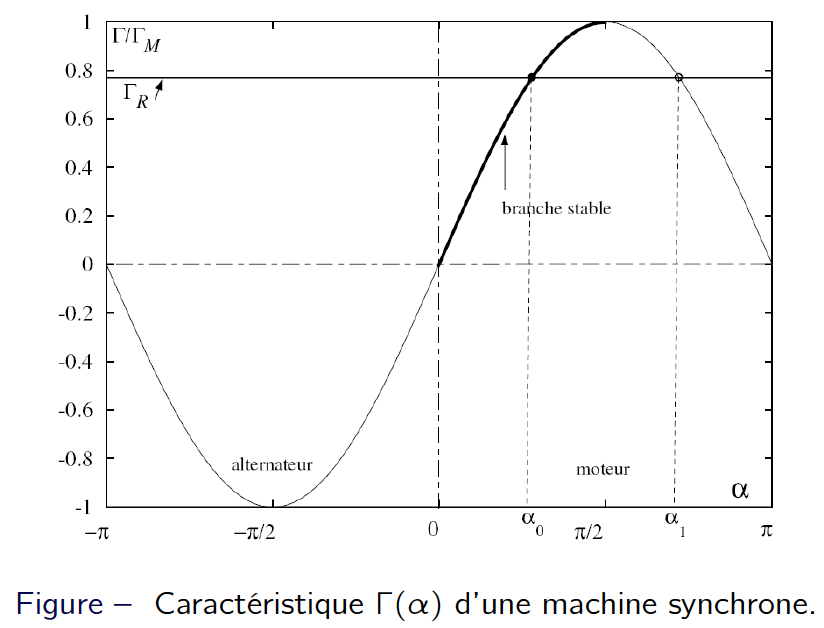 1
Γ/Γ_M
0.8
Γ_R
0.6
0.4
0.2
branche stable
0
-0.2
-0.4
-0.6
-0.8
alternateur
moteur
α
-1
−π
−π/2
0
α_0
π/2
α_1
π
Figure – Caractéristique Γ(α) d'une machine synchrone.